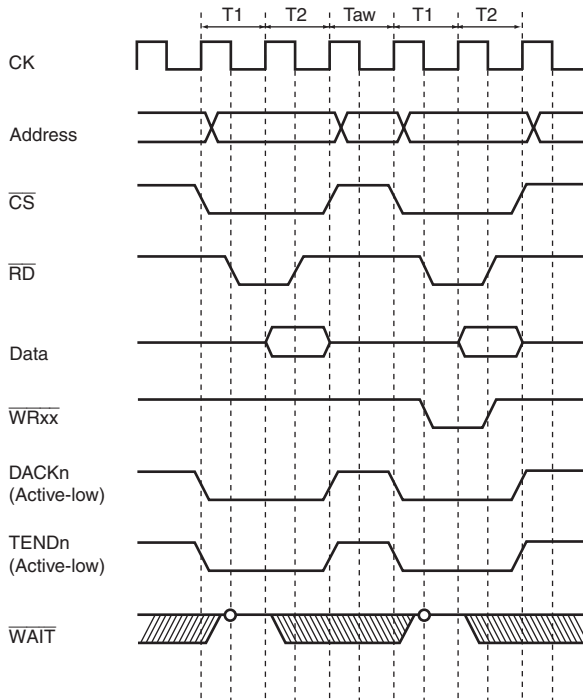 T1 T2 Taw T1 T2
CK
Address
CS
RD
Data
WRxx
DACKn
(Active-low)
TENDn
(Active-low)
WAIT